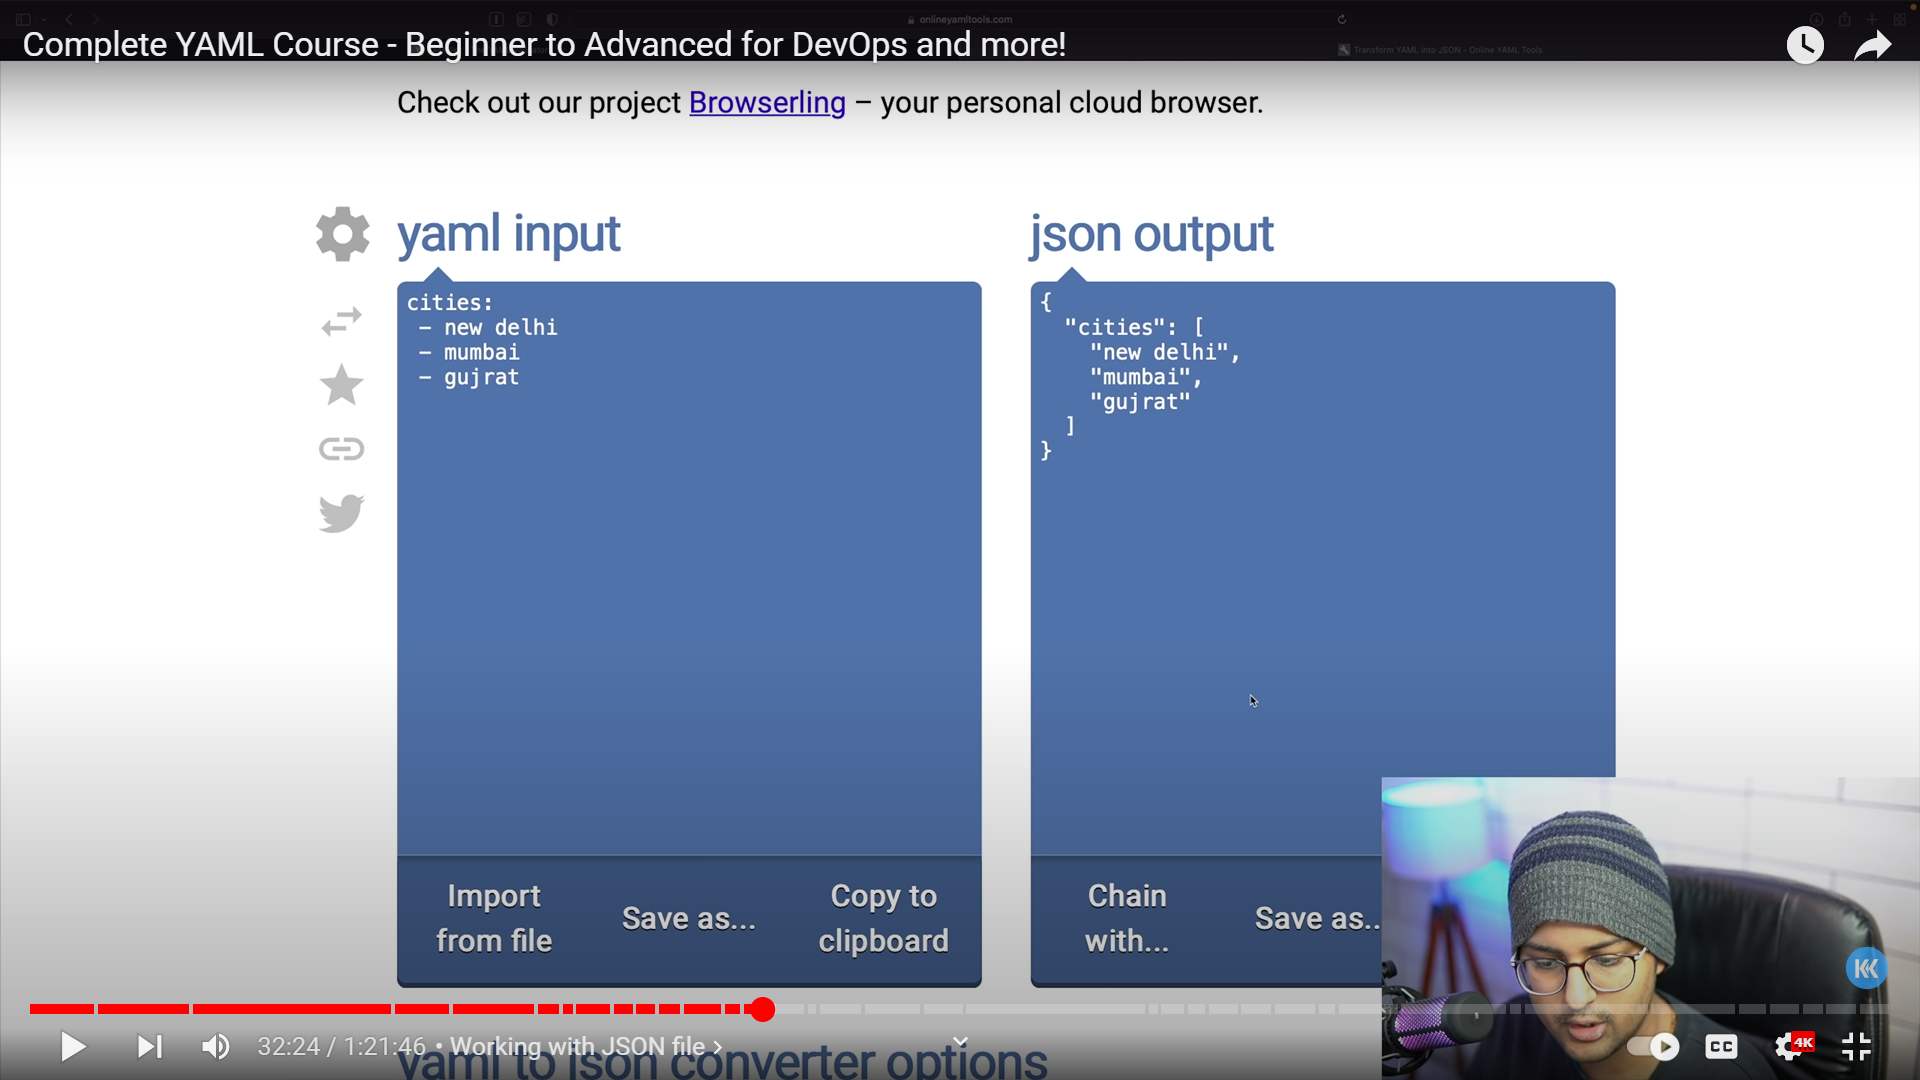 onlineyamltools.com
Complete YAML Course - Beginner to Advanced for DevOps and more!
Transform YAML into JSON - Online YAML Tools
Check out our project Browserling – your personal cloud browser.
yaml input
json output
cities:
- new delhi
- mumbai
- gujrat
{
"cities": [
"new delhi",
"mumbai",
"gujrat"
]
}
Import
from file
Save as...
Copy to
clipboard
Chain
with...
Save as..
32:24 / 1:21:46 • Working with JSON file
CC
4K
yaml to json converter options